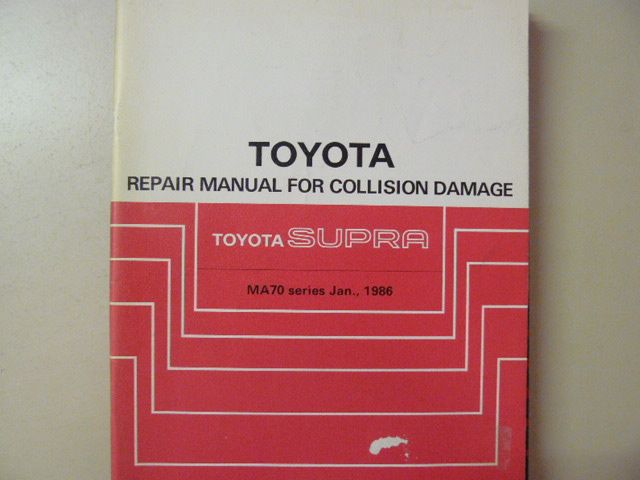 TOYOTA
REPAIR MANUAL FOR COLLISION DAMAGE
TOYOTA SUPRA
MA70 series Jan., 1986